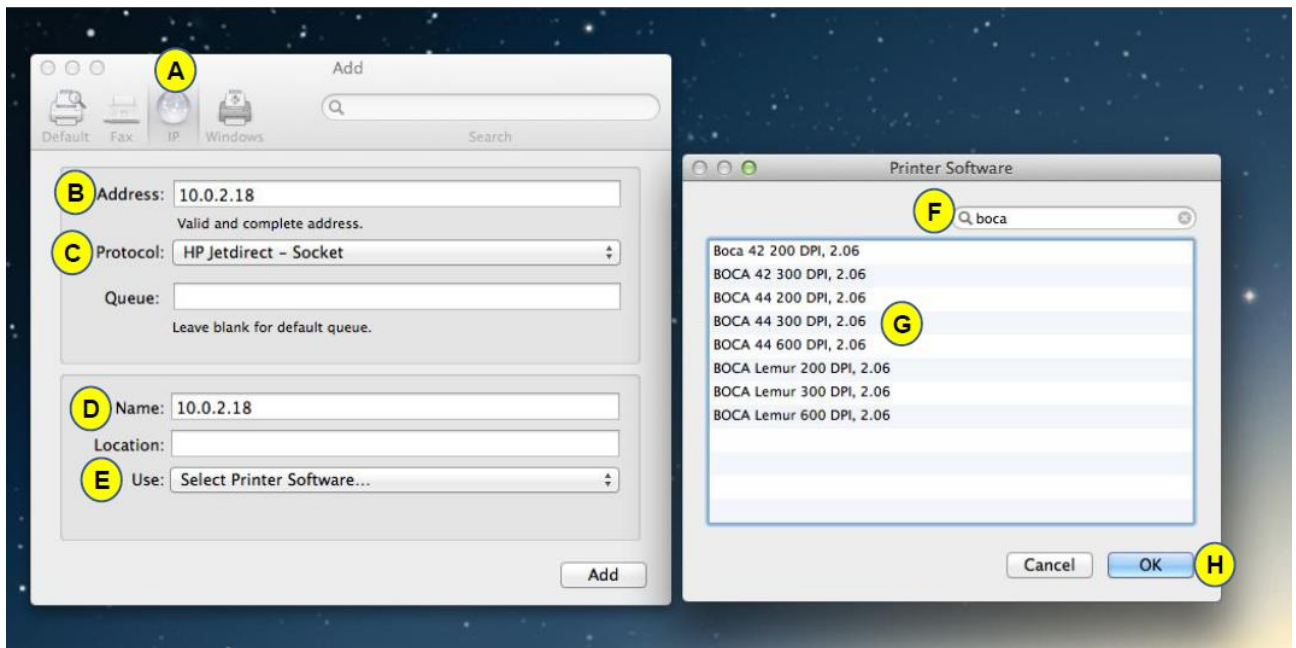 A
Add
Default Fax IP Windows
Search
B Address: 10.0.2.18
Valid and complete address.
C Protocol: HP Jetdirect – Socket
Queue:
Leave blank for default queue.
D Name: 10.0.2.18
Location:
E Use: Select Printer Software...
Add
Printer Software
F boca
Boca 42 200 DPI, 2.06
BOCA 42 300 DPI, 2.06
BOCA 44 200 DPI, 2.06
BOCA 44 300 DPI, 2.06
G
BOCA 44 600 DPI, 2.06
BOCA Lemur 200 DPI, 2.06
BOCA Lemur 300 DPI, 2.06
BOCA Lemur 600 DPI, 2.06
Cancel OK H